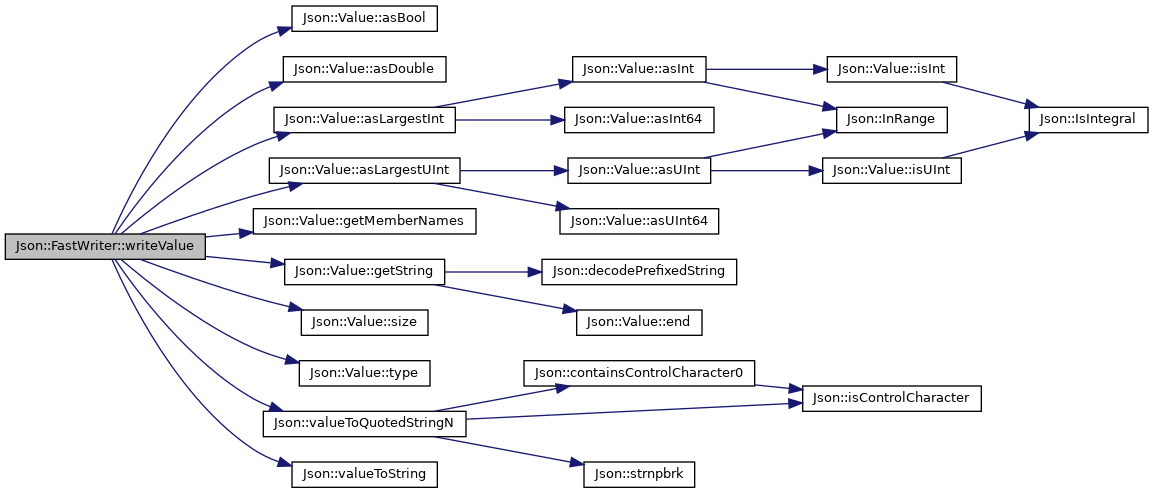 Json::Value::asBool
Json::Value::asDouble
Json::Value::asInt
Json::Value::isInt
Json::Value::asLargestInt
Json::Value::asInt64
Json::InRange
Json::IsIntegral
Json::Value::asLargestUInt
Json::Value::asUInt
Json::Value::isUInt
Json::Value::getMemberNames
Json::Value::asUInt64
Json::FastWriter::writeValue
Json::Value::getString
Json::decodePrefixedString
Json::Value::size
Json::Value::end
Json::Value::type
Json::containsControlCharacter0
Json::isControlCharacter
Json::valueToQuotedStringN
Json::valueToString
Json::strnpbrk